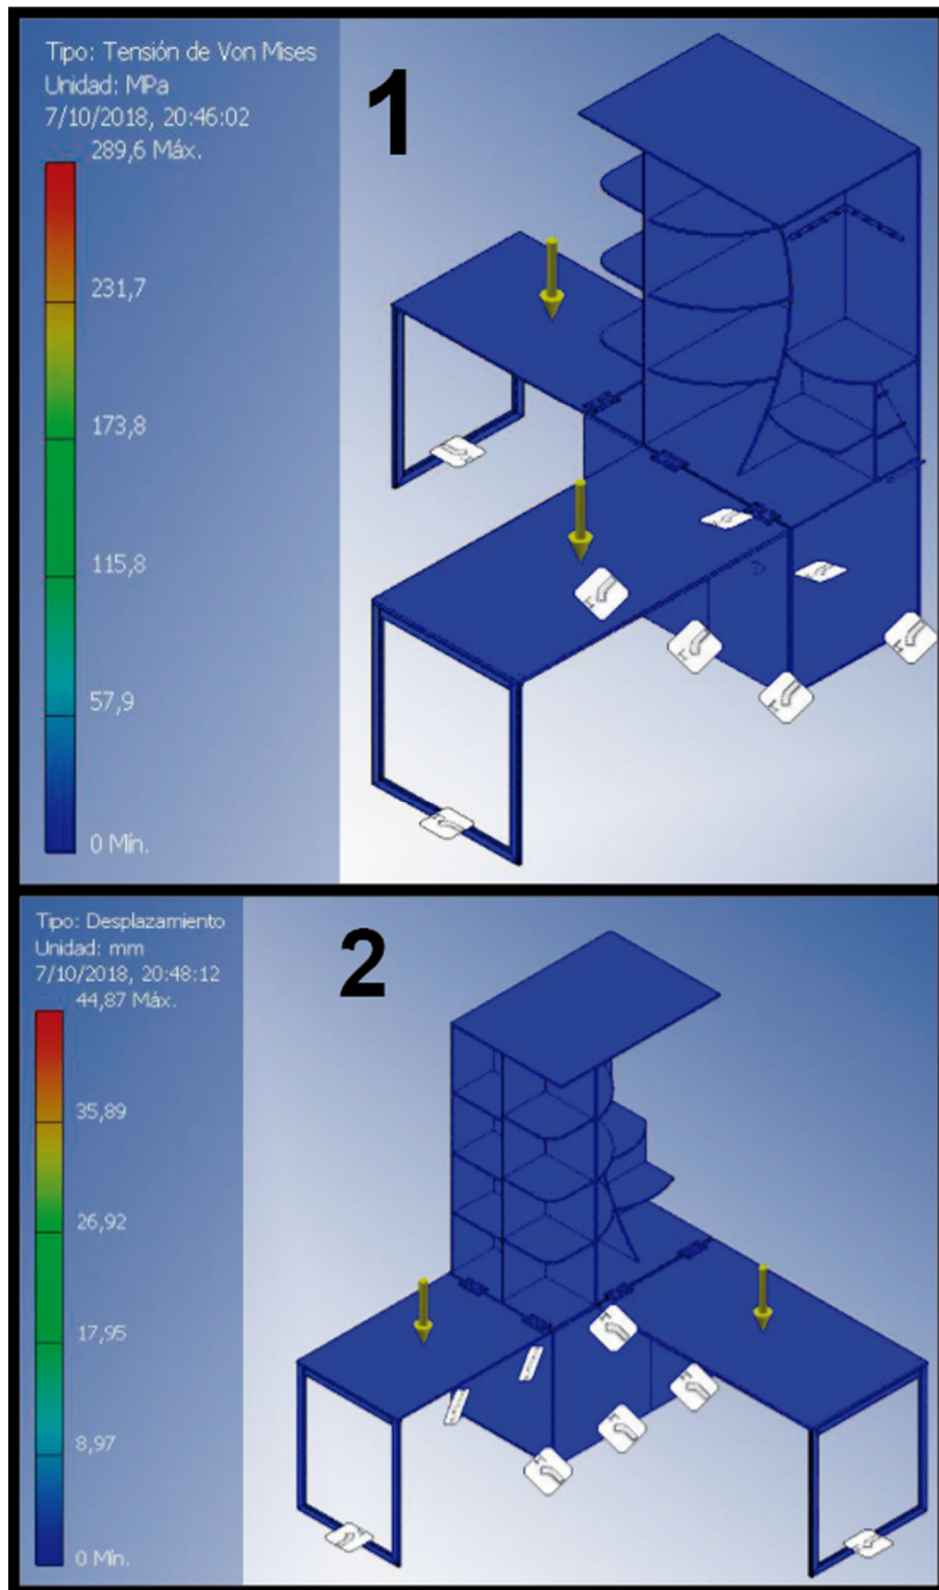 Tipo: Tensión de Von Mises
Unidad: MPa
7/10/2018, 20:46:02
289,6 Máx.
1
231,7
173,8
115,8
57,9
0 Mín.
Tipo: Desplazamiento
Unidad: mm
7/10/2018, 20:48:12
44,87 Máx.
2
35,89
26,92
17,95
8,97
0 Mín.